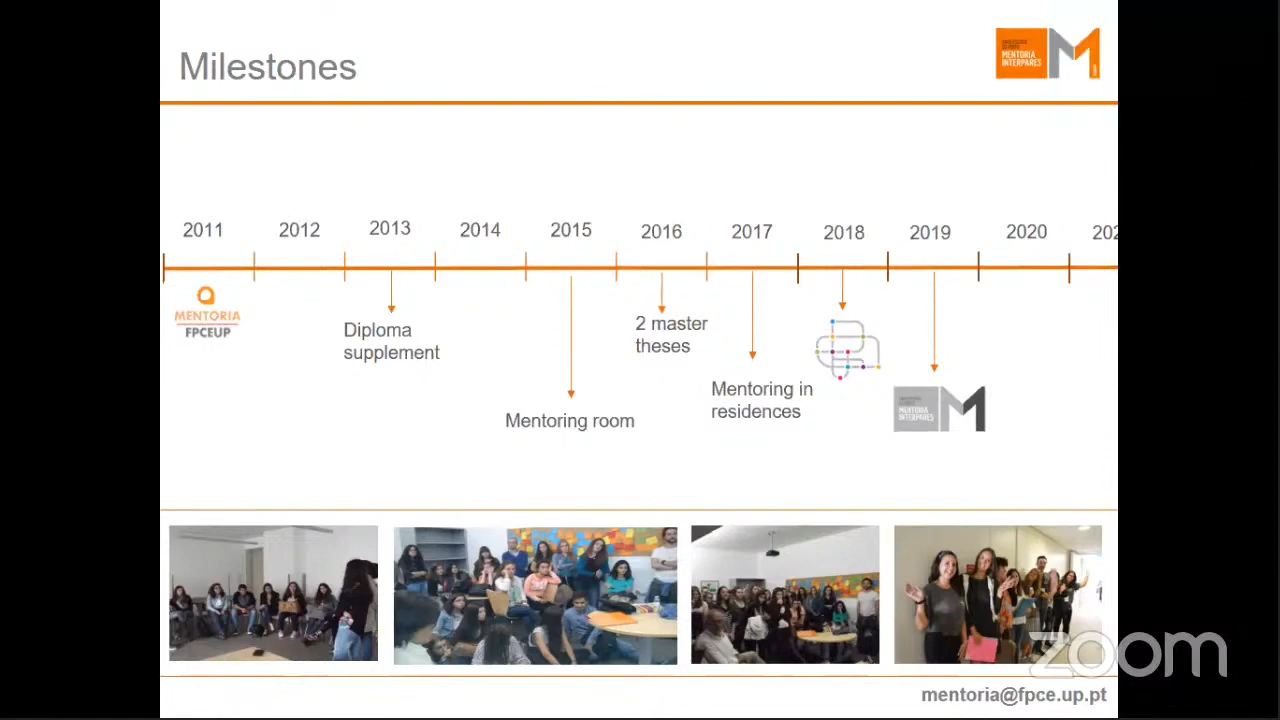 Milestones
MENTORIA
INTERPARES
M
2011 2012 2013 2014 2015 2016 2017 2018 2019 2020
MENTORIA
FPCEUP
Diploma
supplement
Mentoring room
2 master
theses
Mentoring in
residences
MENTORIA
INTERPARES
M
zoom
mentoria@fpce.up.pt